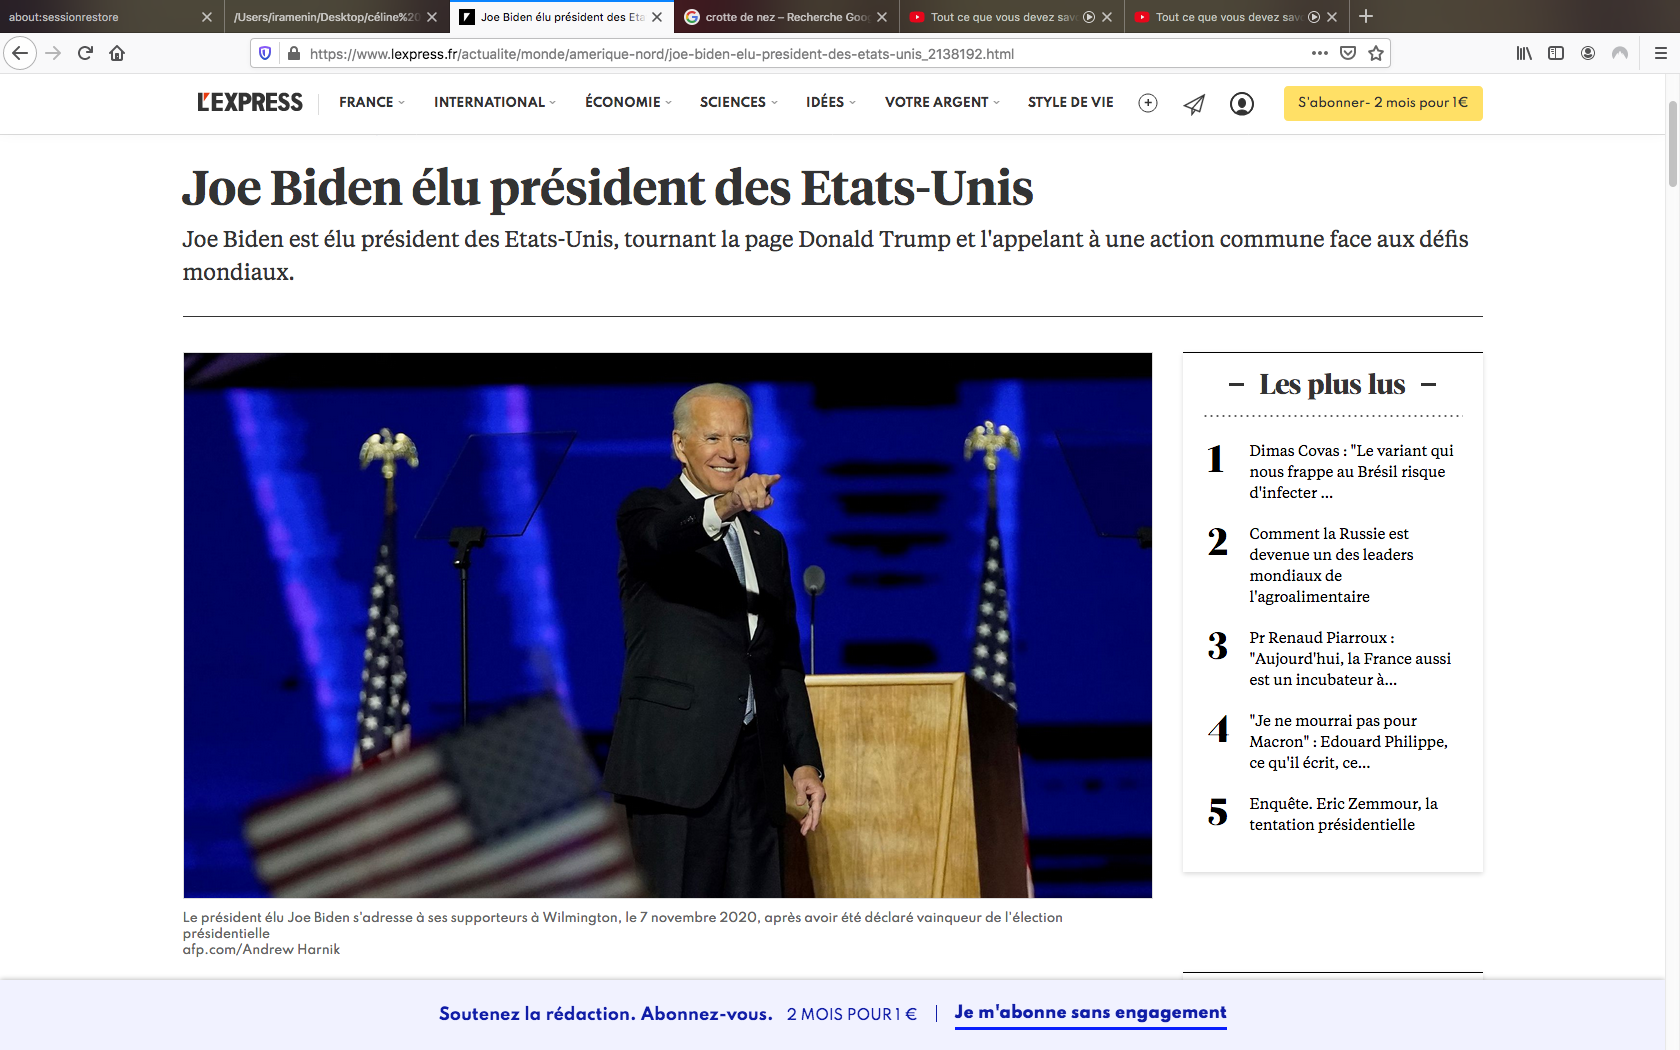 about:sessionrestore
/Users/iramenin/Desktop/céline%20
Joe Biden élu président des Eta
crotte de nez – Recherche Goo
Tout ce que vous devez sav
Tout ce que vous devez sav
https://www.lexpress.fr/actualite/monde/amerique-nord/joe-biden-elu-president-des-etats-unis_2138192.html
L'EXPRESS
FRANCE
INTERNATIONAL
ÉCONOMIE
SCIENCES
IDÉES
VOTRE ARGENT
STYLE DE VIE
S'abonner- 2 mois pour 1€
Joe Biden élu président des Etats-Unis
Joe Biden est élu président des Etats-Unis, tournant la page Donald Trump et l'appelant à une action commune face aux défis
mondiaux.
Le président élu Joe Biden s'adresse à ses supporteurs à Wilmington, le 7 novembre 2020, après avoir été déclaré vainqueur de l'élection
présidentielle
afp.com/Andrew Harnik
– Les plus lus –
1
Dimas Covas : "Le variant qui
nous frappe au Brésil risque
d'infecter ...
2
Comment la Russie est
devenue un des leaders
mondiaux de
l'agroalimentaire
3
Pr Renaud Piarroux :
"Aujourd'hui, la France aussi
est un incubateur à...
4
"Je ne mourrai pas pour
Macron" : Edouard Philippe,
ce qu'il écrit, ce...
5
Enquête. Eric Zemmour, la
tentation présidentielle
Soutenez la rédaction. Abonnez-vous. 2 MOIS POUR 1 € | Je m'abonne sans engagement